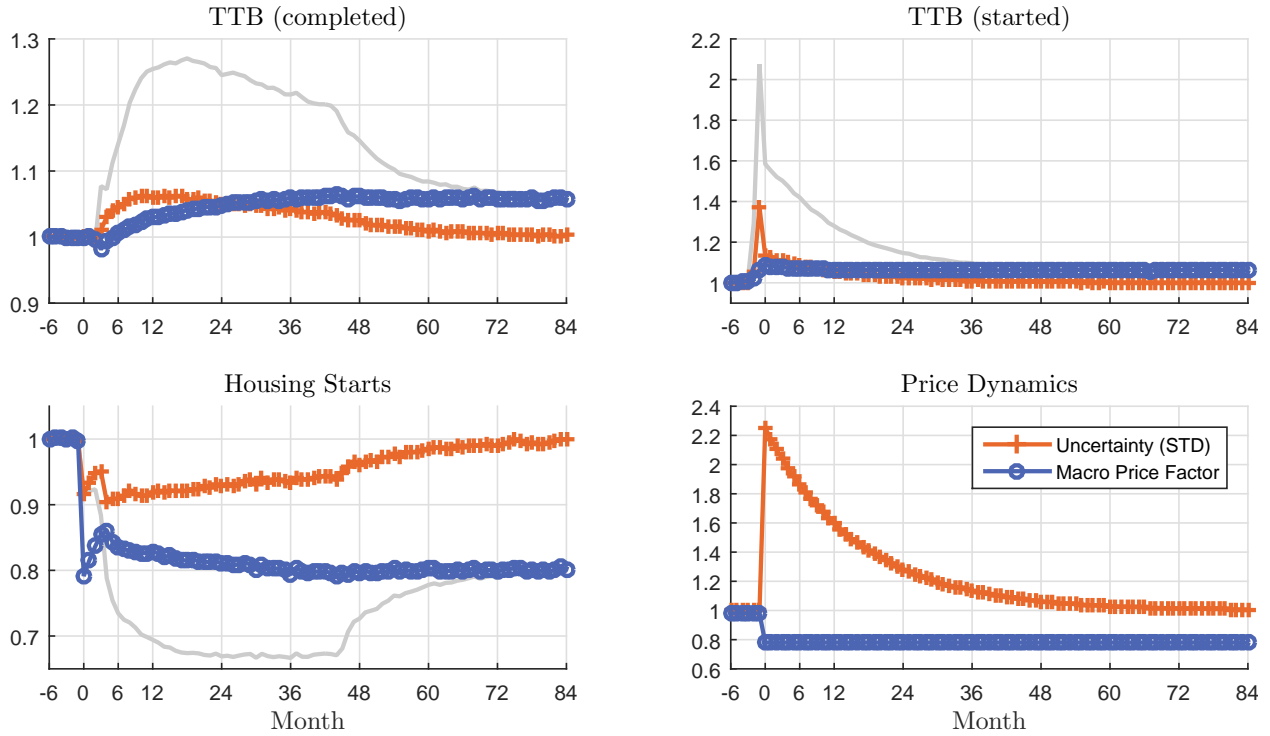 TTB (completed)
1.3
1.2
1.1
1
0.9
-6 0 6 12 24 36 48 60 72 84
TTB (started)
2.2
2
1.8
1.6
1.4
1.2
1
-6 0 6 12 24 36 48 60 72 84
Housing Starts
1
0.9
0.8
0.7
-6 0 6 12 24 36 48 60 72 84
Month
Price Dynamics
2.4
2.2
2
1.8
1.6
1.4
1.2
1
0.8
0.6
Uncertainty (STD)
Macro Price Factor
-6 0 6 12 24 36 48 60 72 84
Month